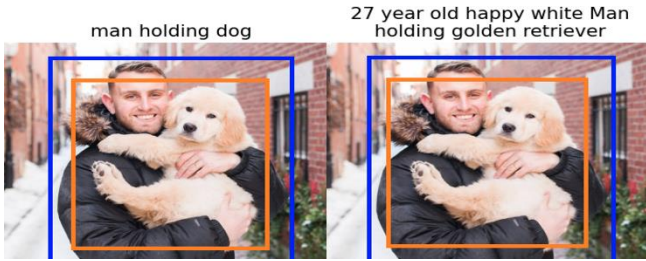 man holding dog
27 year old happy white Man
holding golden retriever